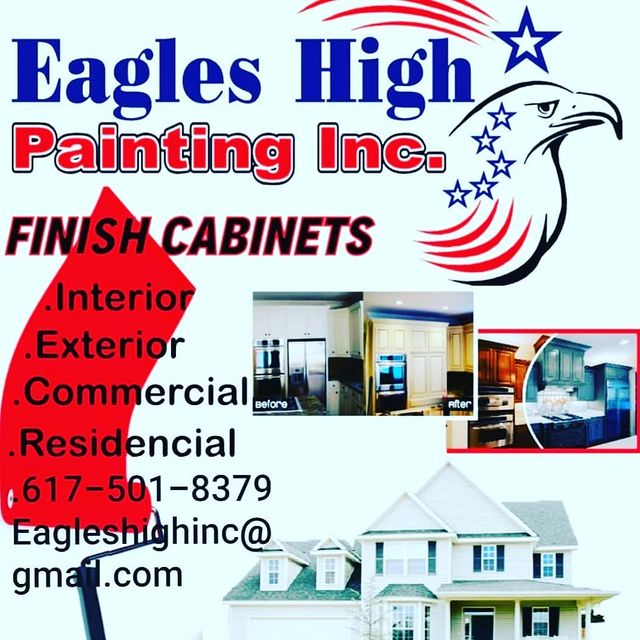 Eagles High
Painting Inc.
FINISH CABINETS
.Interior
.Exterior
.Commercial
.Residencial
.617-501-8379
Eagleshighinc@
gmail.com
Before
After